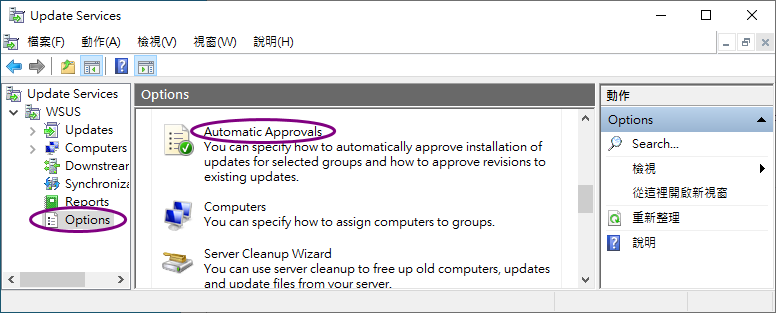 Update Services
檔案(F) 動作(A) 檢視(V) 視窗(W) 說明(H)
Update Services
WSUS
Updates
Computers
Downstream
Synchroniza
Reports
Options
Options
Automatic Approvals
You can specify how to automatically approve installation of
updates for selected groups and how to approve revisions to
existing updates.
Computers
You can specify how to assign computers to groups.
Server Cleanup Wizard
You can use server cleanup to free up old computers, updates
and update files from your server.
動作
Options
Search...
檢視
從這裡開啟新視窗
重新整理
說明